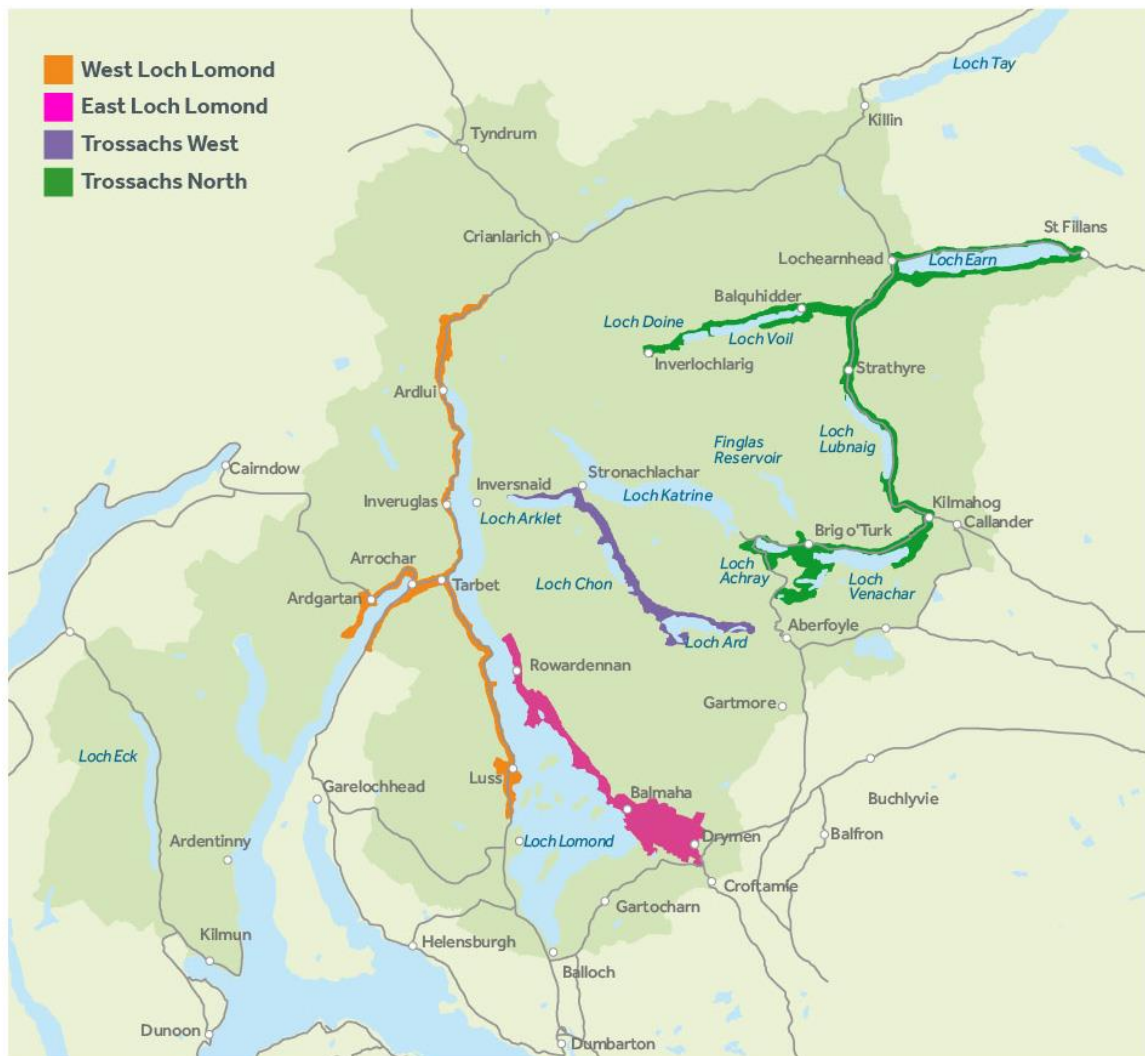 West Loch Lomond
East Loch Lomond
Trossachs West
Trossachs North
Loch Tay
Killin
Tyndrum
Crianlarich
St Fillans
Lochearnhead
Loch Earn
Balquhidder
Loch Doine
Loch Voil
Inverlochlarig
Strathyre
Ardlui
Loch
Lubnaig
Finglas
Reservoir
Cairndow
Stronachlachar
Inversnaid
Loch Katrine
Inveruglas
Loch Arklet
Kilmahog
Callander
Brig o'Turk
Arrochar
Loch
Achray
Tarbet
Loch Chon
Loch
Venachar
Ardgartan
Aberfoyle
Loch Ard
Rowardennan
Gartmore
Loch Eck
Luss
Garelochhead
Balmaha
Buchlyvie
Ardentinny
Loch Lomond
Drymen
Balfron
Croftamie
Gartocharn
Kilmun
Helensburgh
Balloch
Dunoon
Dumbarton